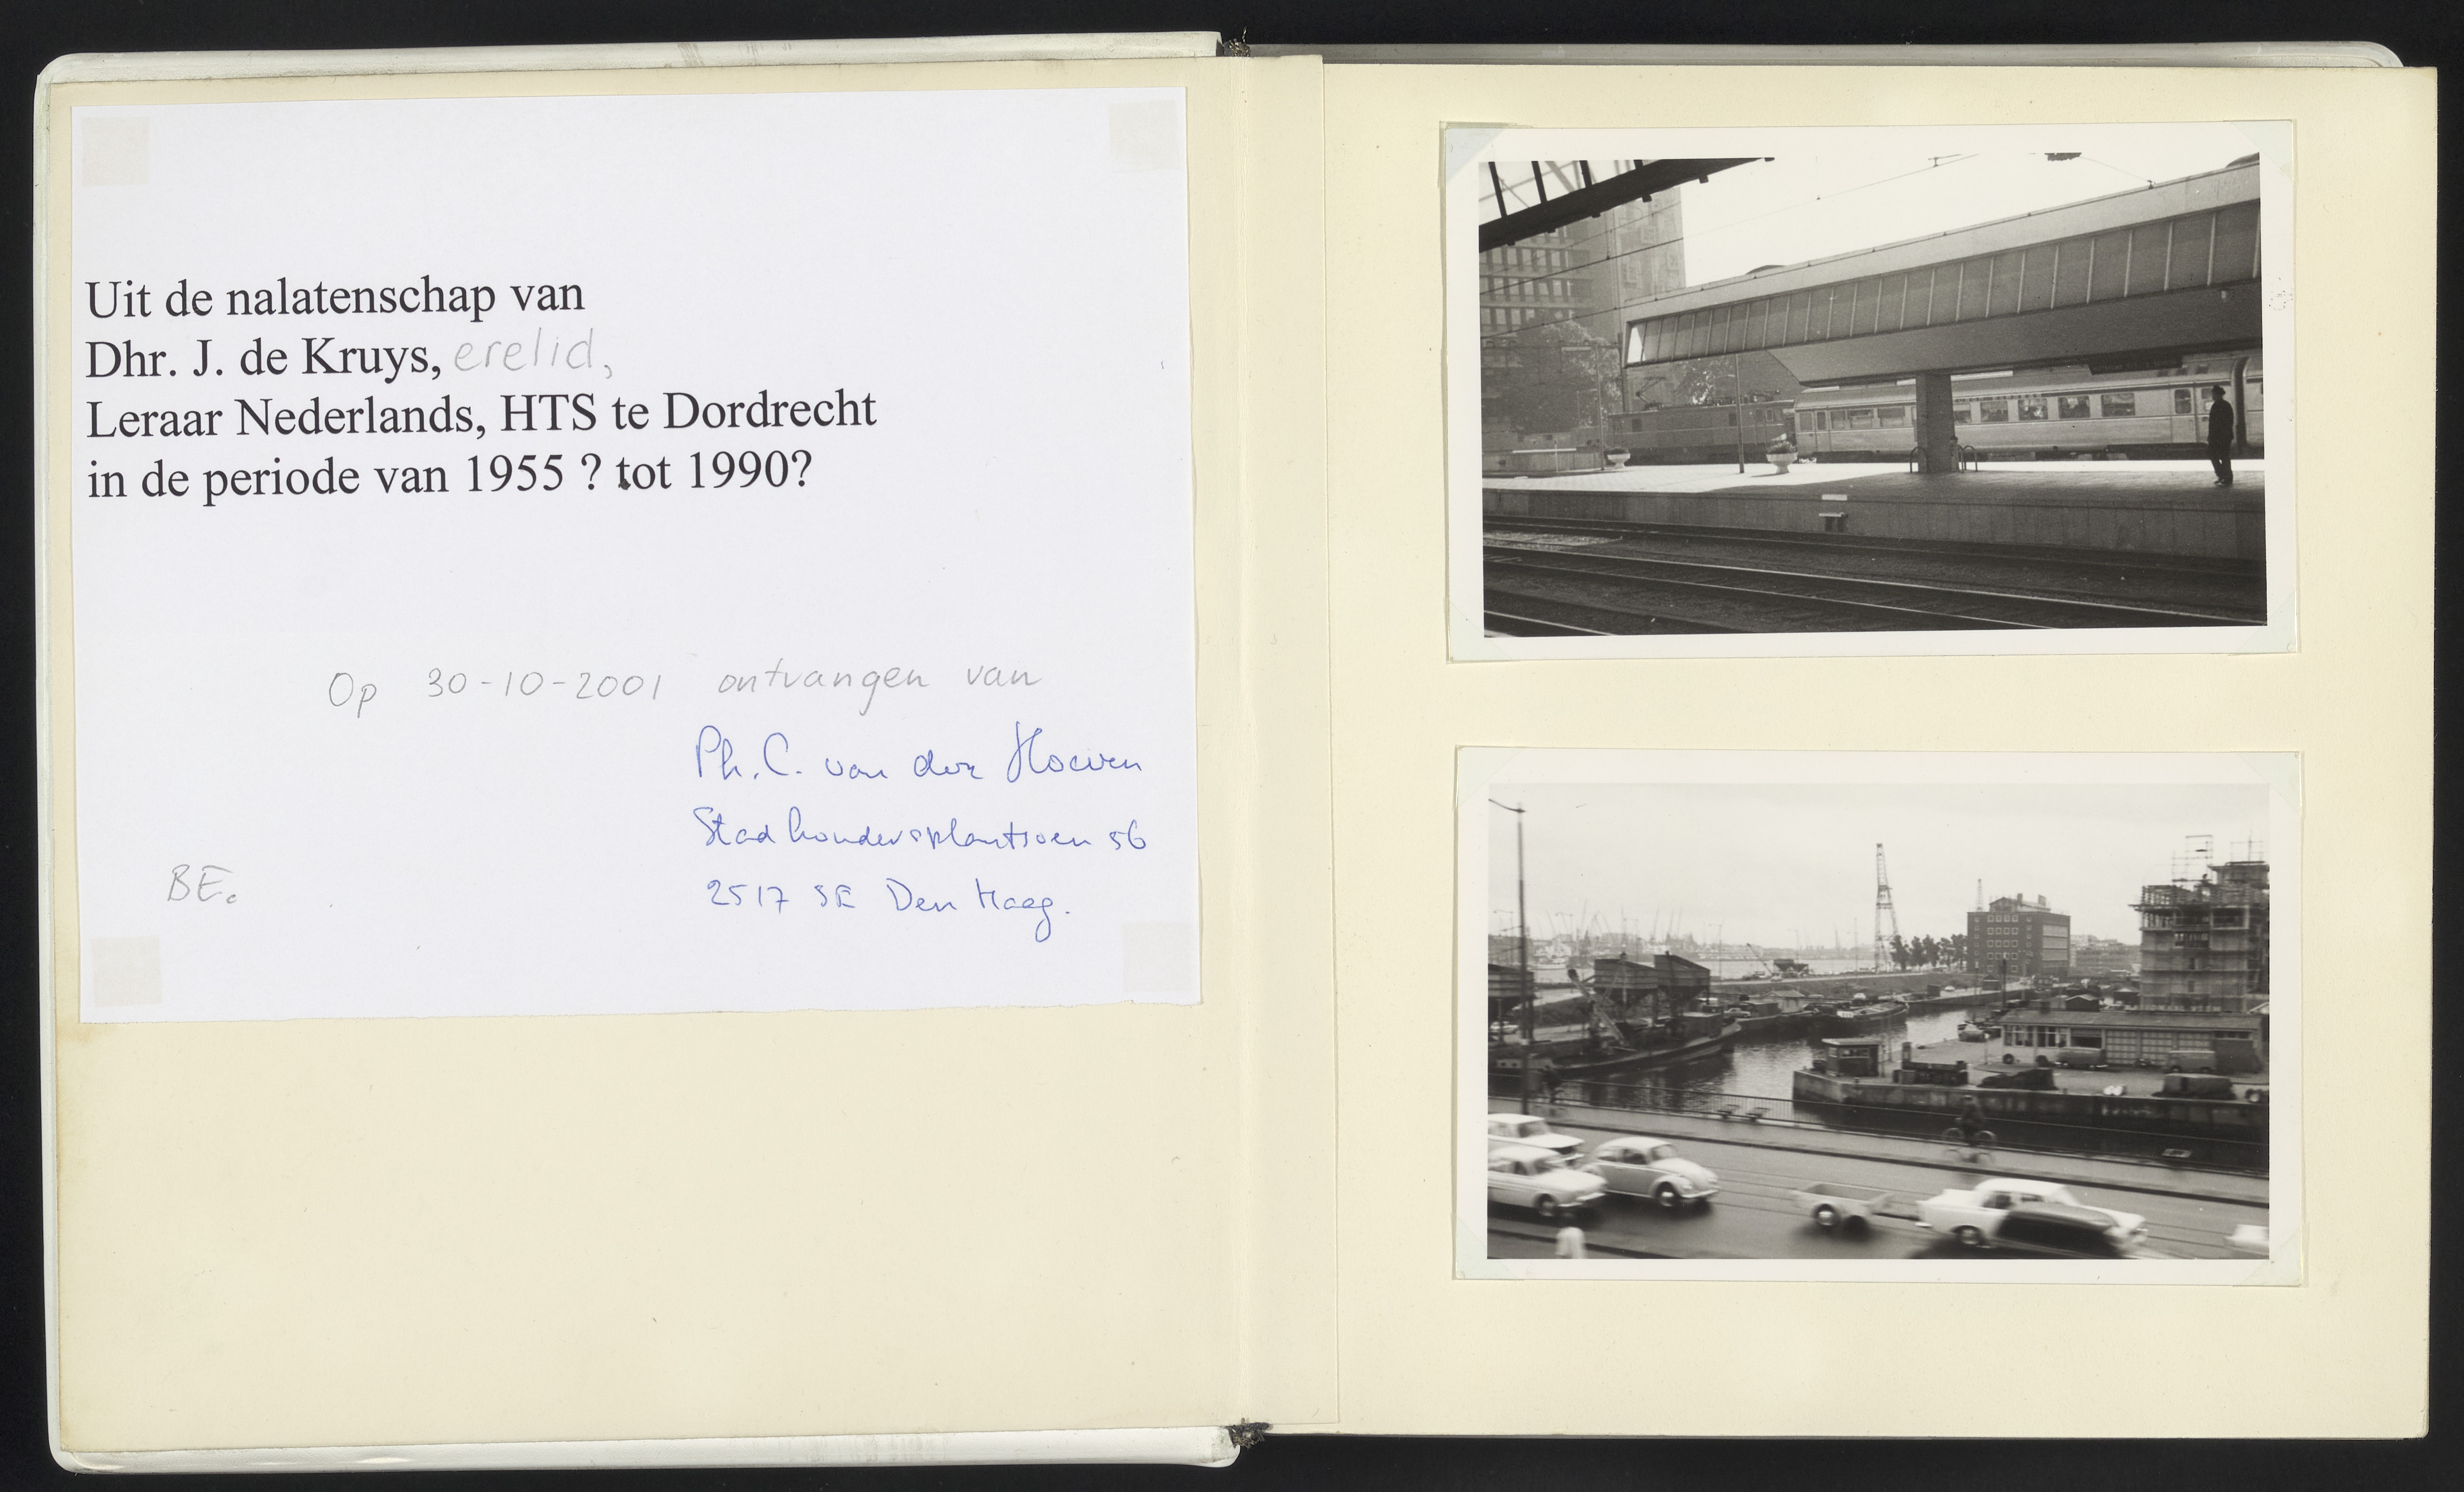 Uit de nalatenschap van
Dhr. J. de Kruys, erelid,
Leraar Nederlands, HTS te Dordrecht
in de periode van 1955 ? tot 1990?
Op 30-10-2001 ontvangen van
Ph. C. van der Hoeven
Stadhoudersplantsoen 56
2517 SE Den Haag.
BE.